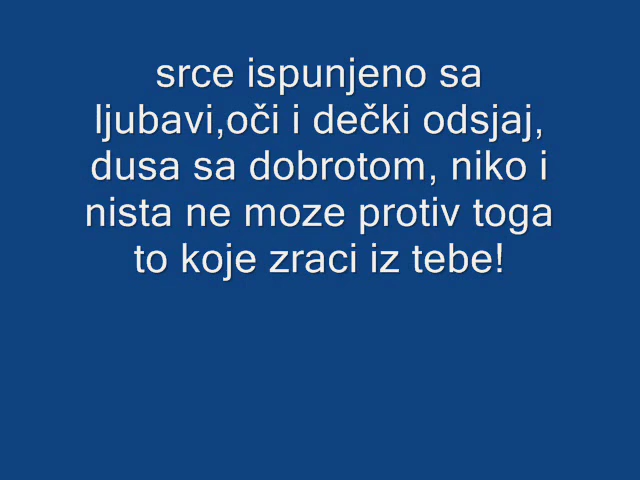 srce ispunjeno sa
ljubavi,oči i dečki odsjaj,
dusa sa dobrotom, niko i
nista ne moze protiv toga
to koje zraci iz tebe!